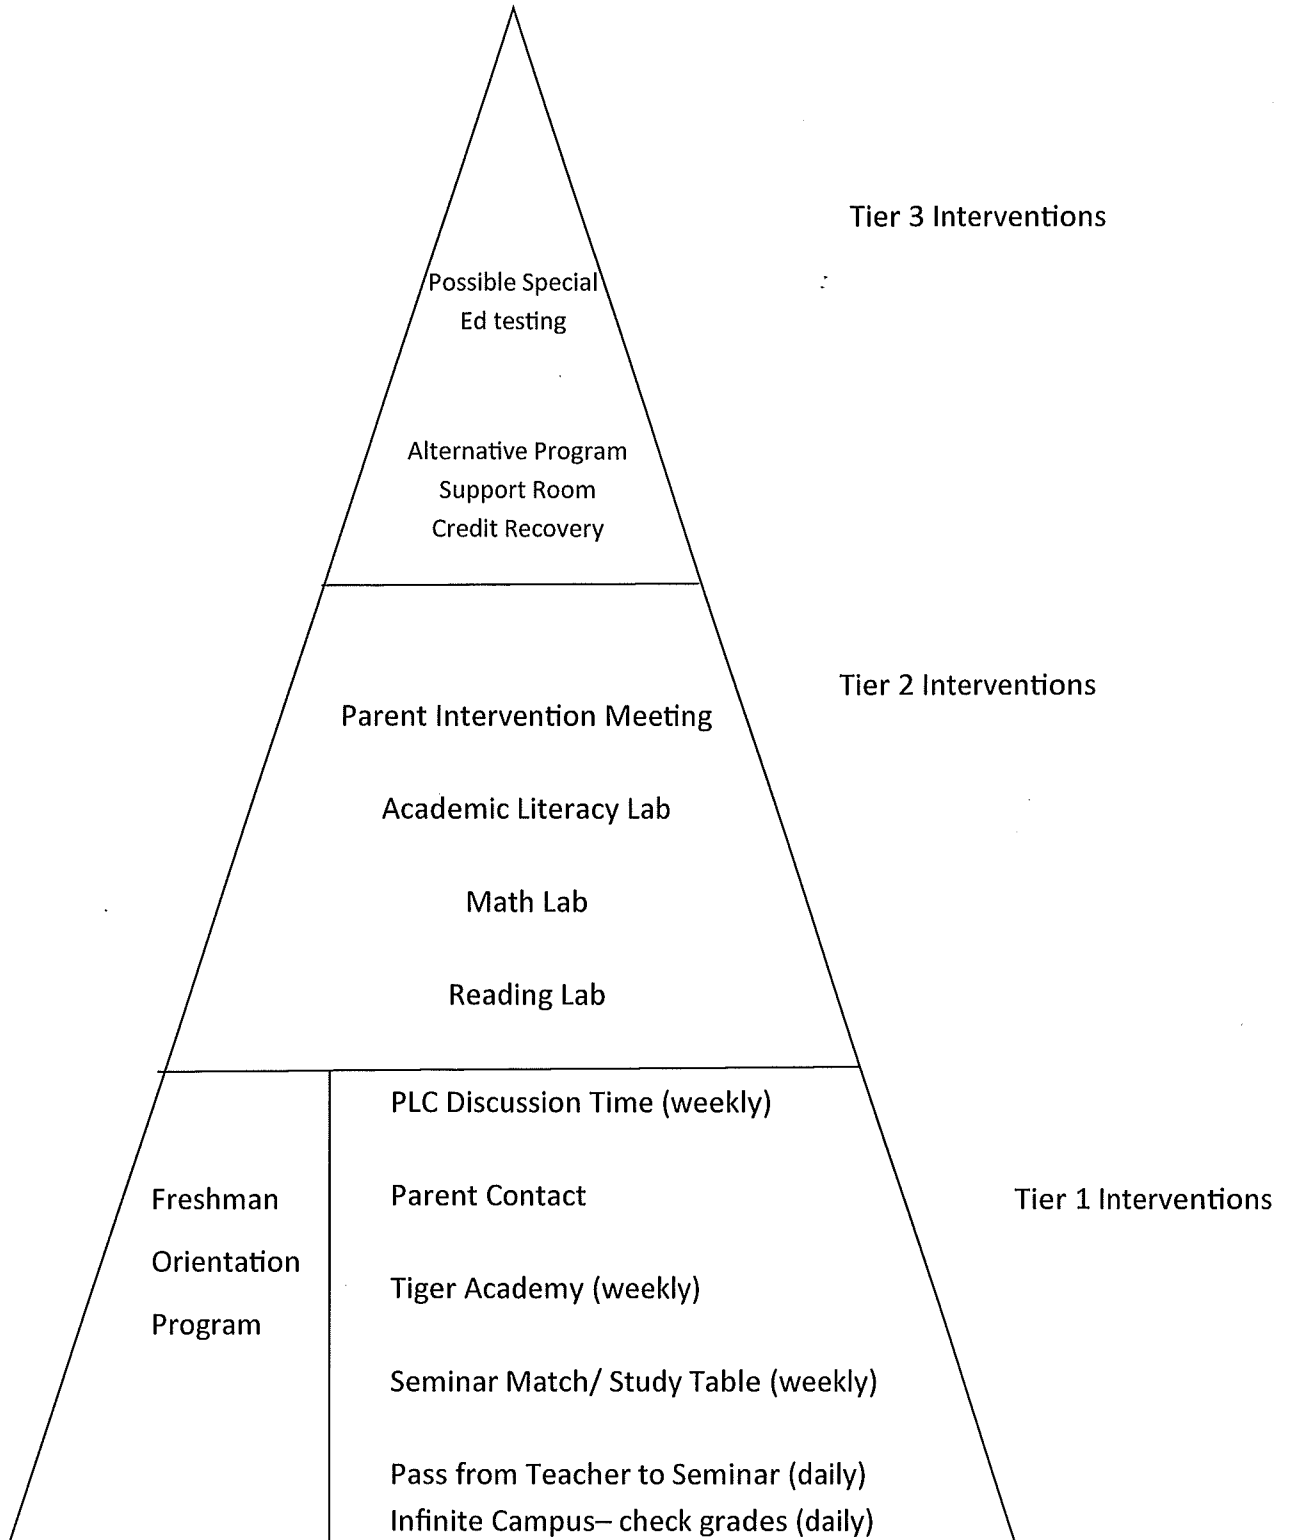 Tier 3 Interventions
Possible Special
Ed testing
Alternative Program
Support Room
Credit Recovery
Tier 2 Interventions
Parent Intervention Meeting
Academic Literacy Lab
Math Lab
Reading Lab
Tier 1 Interventions
Freshman
Orientation
Program
PLC Discussion Time (weekly)
Parent Contact
Tiger Academy (weekly)
Seminar Match/ Study Table (weekly)
Pass from Teacher to Seminar (daily)
Infinite Campus– check grades (daily)